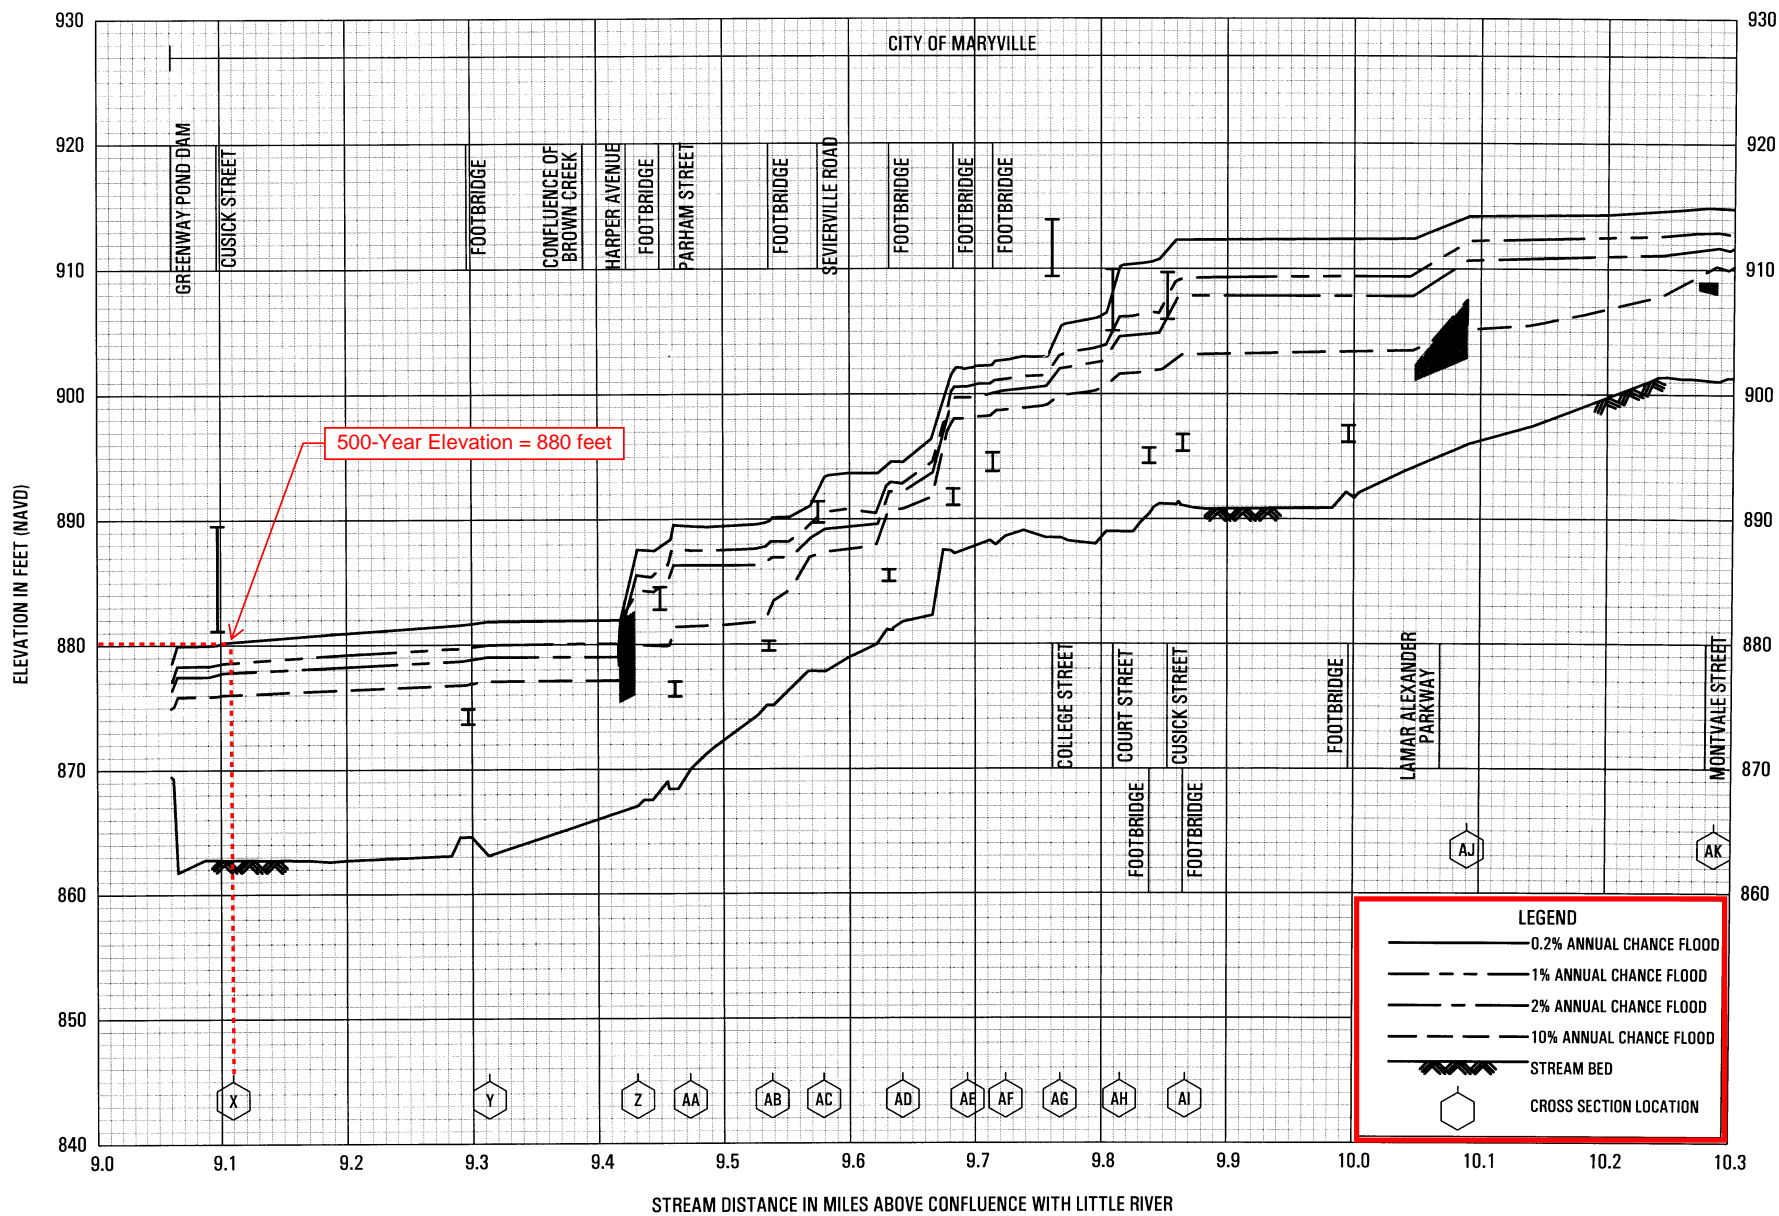 930
930
CITY OF MARYVILLE
920
920
GREENWAY POND DAM
CUSICK STREET
FOOTBRIDGE
CONFLUENCE OF
BROWN CREEK
HARPER AVENUE
FOOTBRIDGE
PARHAM STREET
FOOTBRIDGE
SEVIERVILLE ROAD
FOOTBRIDGE
FOOTBRIDGE
FOOTBRIDGE
910
910
900
900
500-Year Elevation = 880 feet
890
890
ELEVATION IN FEET (NAVD)
880
880
COLLEGE STREET
COURT STREET
CUSICK STREET
FOOTBRIDGE
LAMAR ALEXANDER
PARKWAY
MONTVALE STREET
870
870
FOOTBRIDGE
FOOTBRIDGE
AJ
AK
860
860
LEGEND
0.2% ANNUAL CHANCE FLOOD
1% ANNUAL CHANCE FLOOD
2% ANNUAL CHANCE FLOOD
10% ANNUAL CHANCE FLOOD
STREAM BED
CROSS SECTION LOCATION
850
X
Y
Z
AA
AB
AC
AD
AE
AF
AG
AH
AI
840
840
9.0
9.1
9.2
9.3
9.4
9.5
9.6
9.7
9.8
9.9
10.0
10.1
10.2
10.3
STREAM DISTANCE IN MILES ABOVE CONFLUENCE WITH LITTLE RIVER